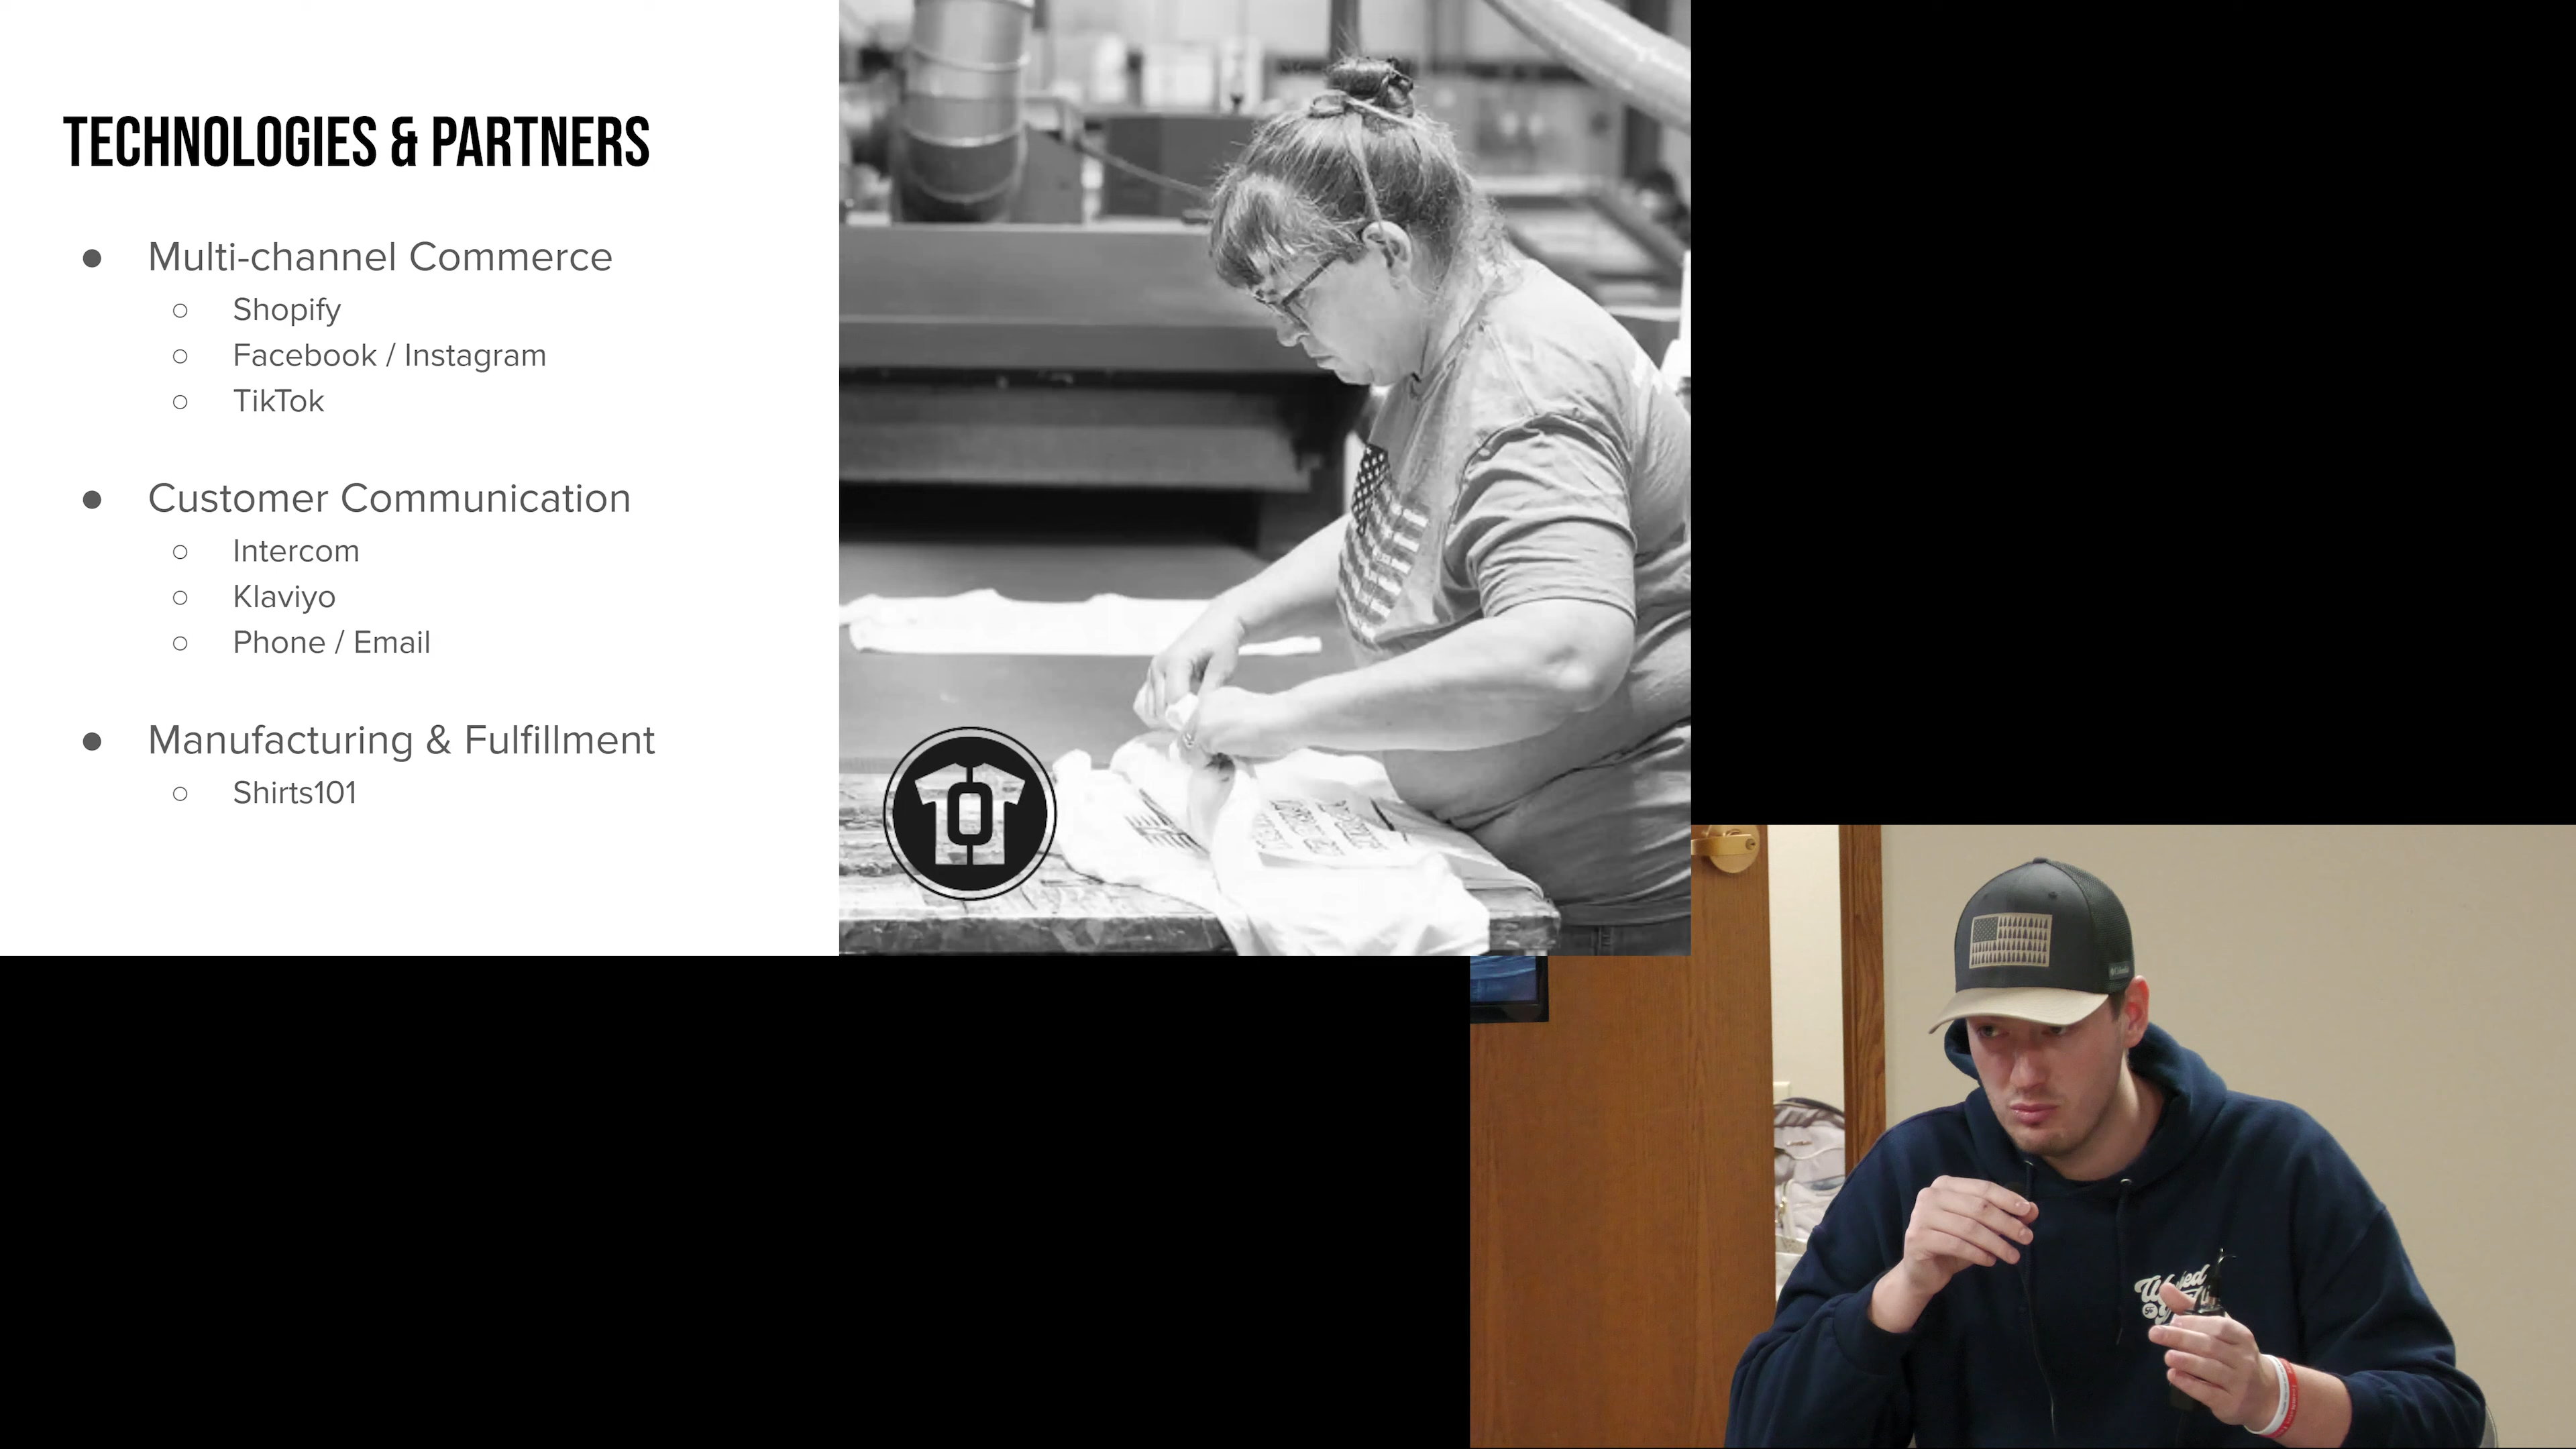 TECHNOLOGIES & PARTNERS
● Multi-channel Commerce
○ Shopify
○ Facebook / Instagram
○ TikTok
● Customer Communication
○ Intercom
○ Klaviyo
○ Phone / Email
● Manufacturing & Fulfillment
○ Shirts101